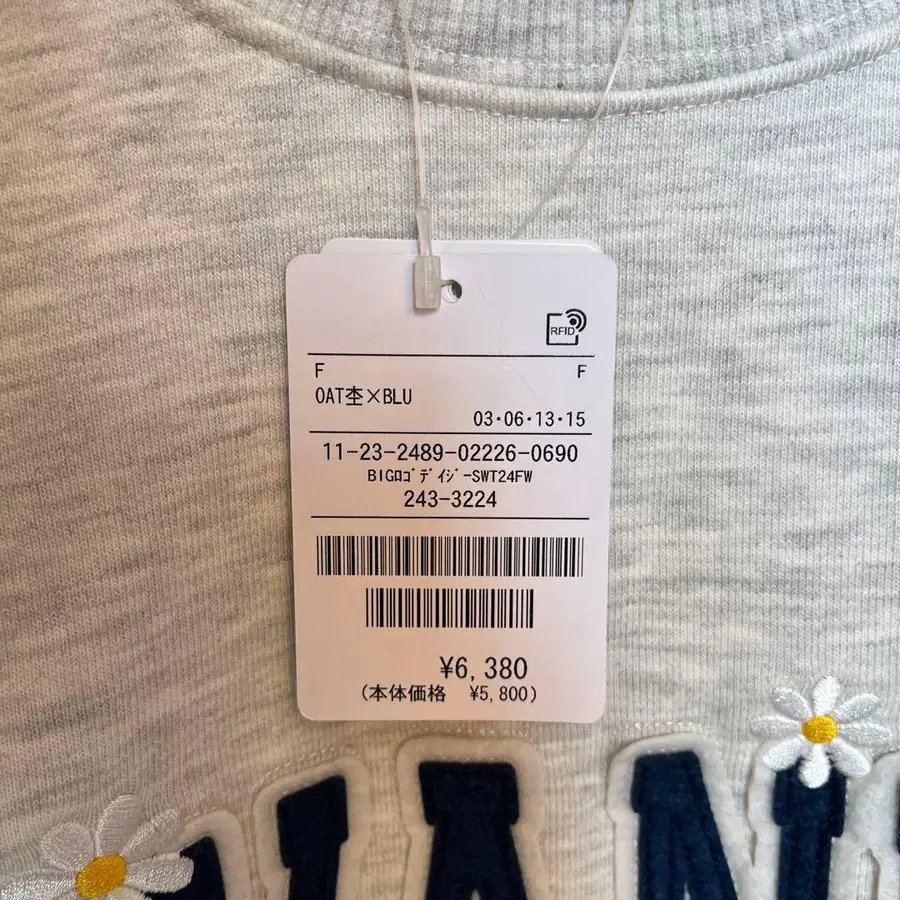 RFID
F F
OAT杢×BLU
03・06・13・15
11-23-2489-02226-0690
BIGﾛｺﾞﾃﾞｲｼﾞｰSWT24FW
243-3224
¥6,380
(本体価格 ¥5,800)